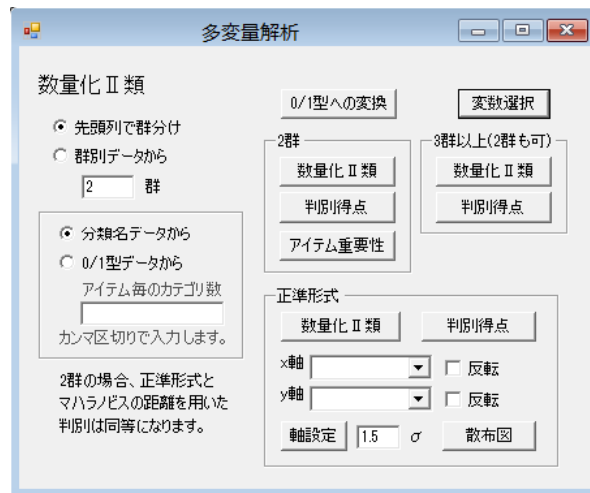 多変量解析
数量化Ⅱ類
先頭列で群分け
群別データから
2 群
分類名データから
0/1型データから
アイテム毎のカテゴリ数
カンマ区切りで入力します。
2群の場合、正準形式と
マハラノビスの距離を用いた
判別は同等になります。
0/1型への変換 変数選択
2群
数量化Ⅱ類
判別得点
アイテム重要性
3群以上(2群も可)
数量化Ⅱ類
判別得点
正準形式
数量化Ⅱ類 判別得点
x軸 反転
y軸 反転
軸設定 1.5 σ 散布図